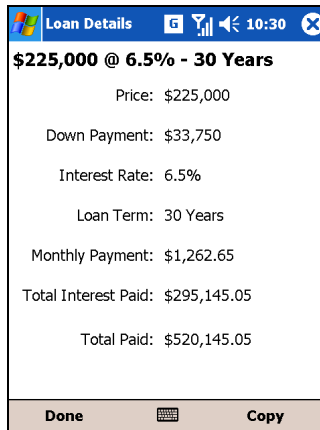 Loan Details G 10:30
$225,000 @ 6.5% - 30 Years
Price: $225,000
Down Payment: $33,750
Interest Rate: 6.5%
Loan Term: 30 Years
Monthly Payment: $1,262.65
Total Interest Paid: $295,145.05
Total Paid: $520,145.05
Done Copy